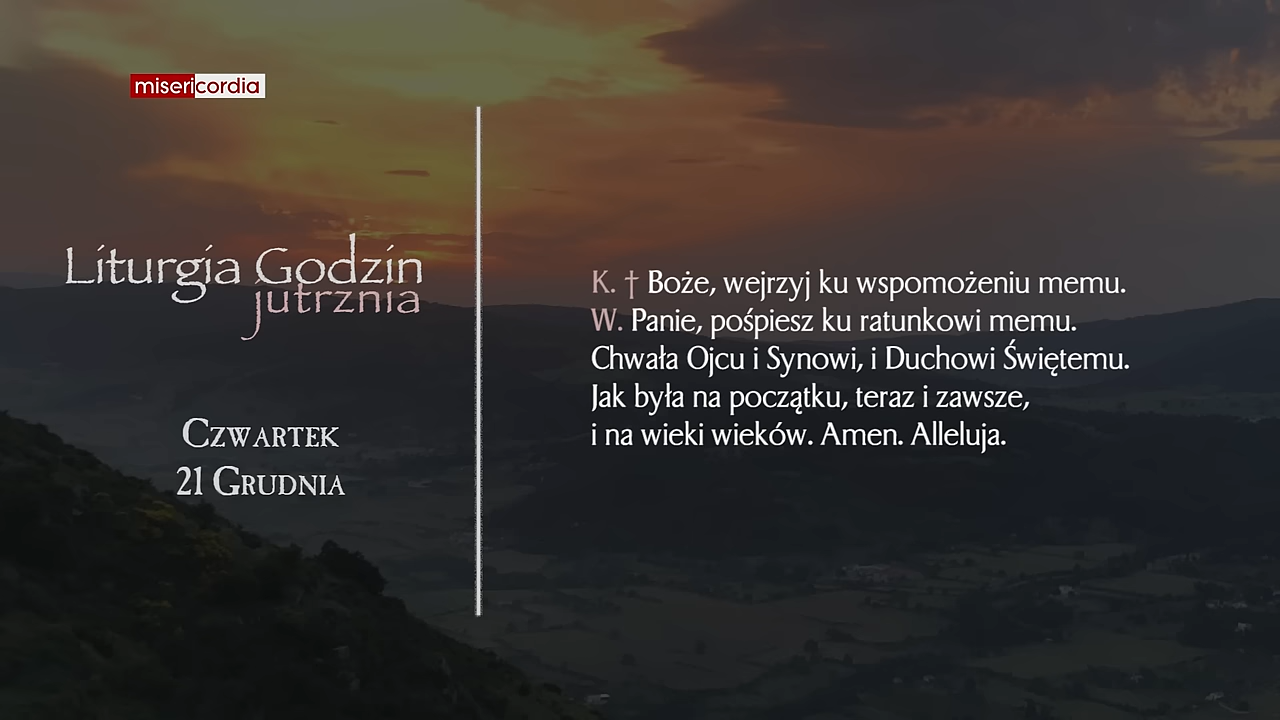 misericordia
Liturgia Godzin
jutrznia
Czwartek
21 Grudnia
K. † Boże, wejrzyj ku wspomożeniu memu.
W. Panie, pośpiesz ku ratunkowi memu.
Chwała Ojcu i Synowi, i Duchowi Świętemu.
Jak była na początku, teraz i zawsze,
i na wieki wieków. Amen. Alleluja.